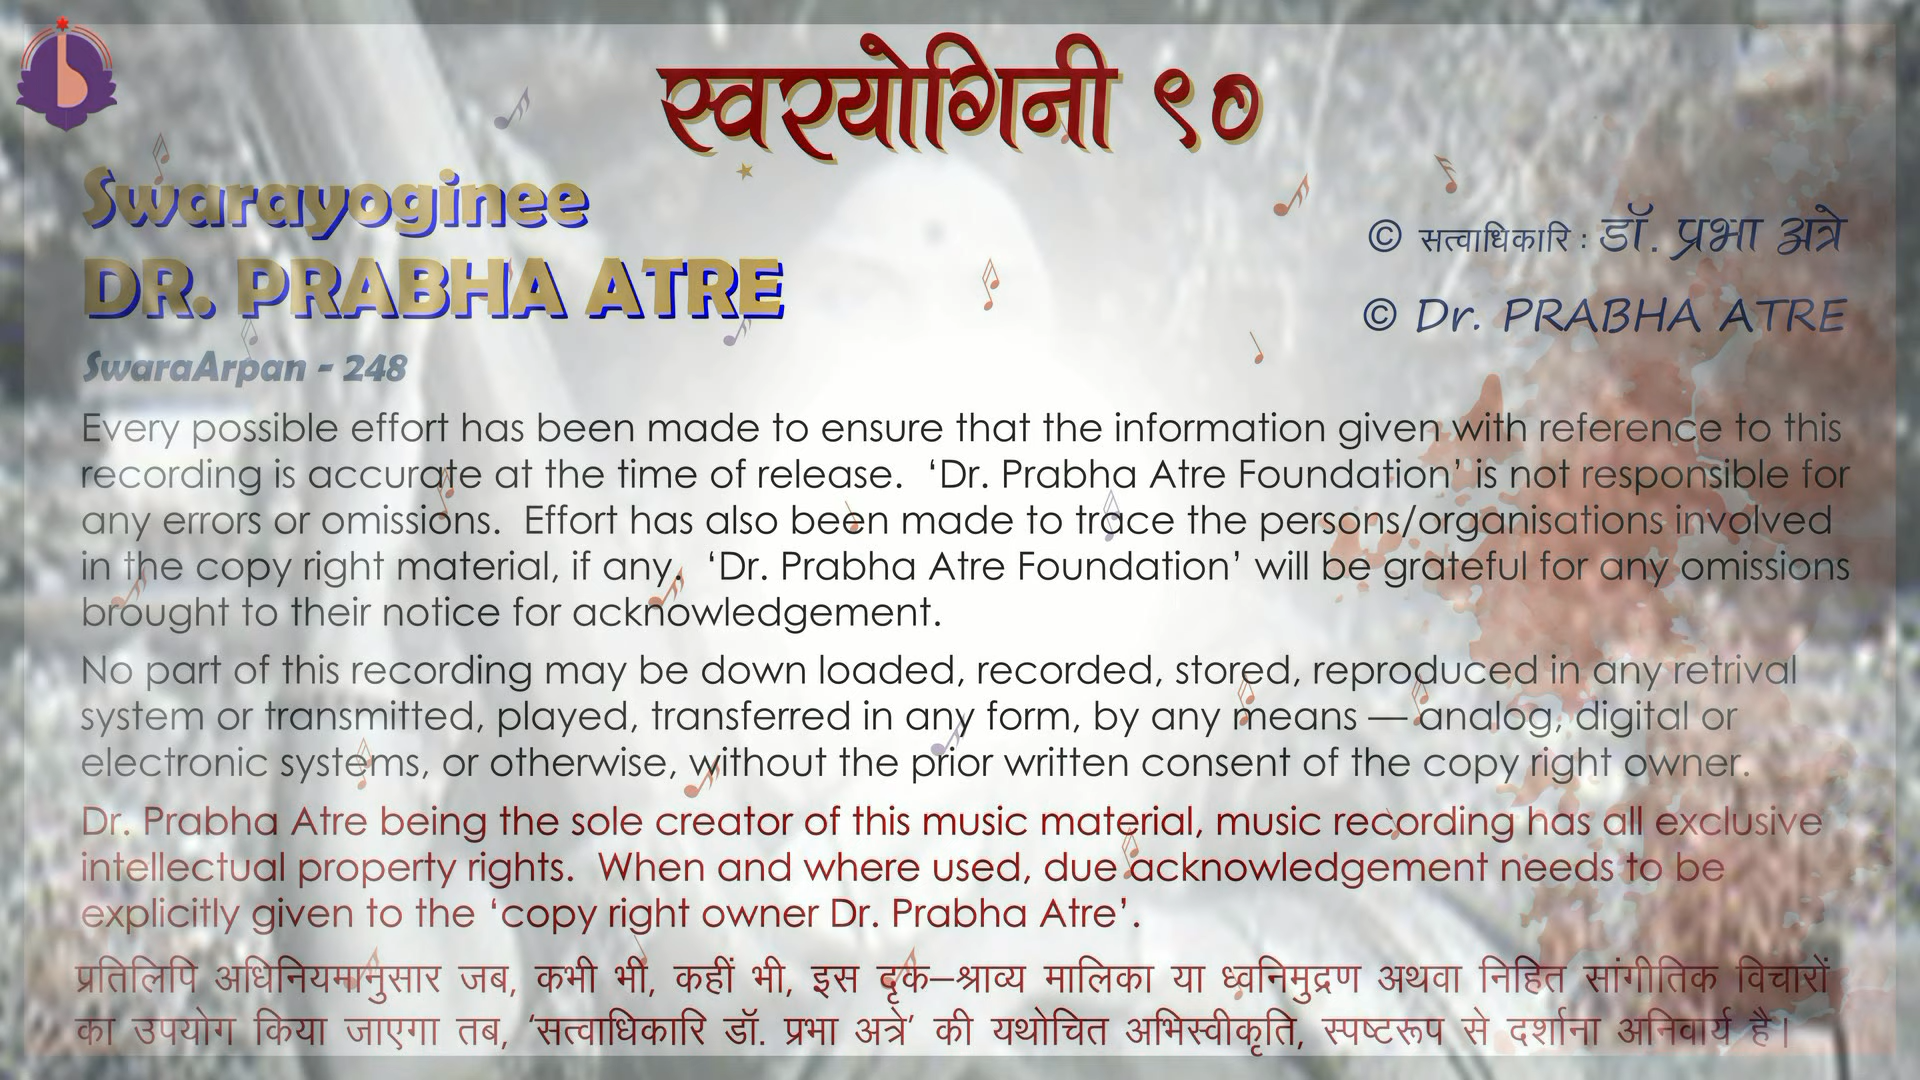 स्वरयोगिनी ९०
Swarayoginee
DR. PRABHA ATRE
SwaraArpan - 248
© सत्वाधिकारि : डॉ. प्रभा अत्रे
© Dr. PRABHA ATRE
Every possible effort has been made to ensure that the information given with reference to this
recording is accurate at the time of release. ‘Dr. Prabha Atre Foundation’ is not responsible for
any errors or omissions. Effort has also been made to trace the persons/organisations involved
in the copy right material, if any. ‘Dr. Prabha Atre Foundation’ will be grateful for any omissions
brought to their notice for acknowledgement.
No part of this recording may be down loaded, recorded, stored, reproduced in any retrival
system or transmitted, played, transferred in any form, by any means — analog, digital or
electronic systems, or otherwise, without the prior written consent of the copy right owner.
Dr. Prabha Atre being the sole creator of this music material, music recording has all exclusive
intellectual property rights. When and where used, due acknowledgement needs to be
explicitly given to the ‘copy right owner Dr. Prabha Atre’.
प्रतिलिपि अधिनियमानुसार जब, कभी भी, कहीं भी, इस दृक–श्राव्य मालिका या ध्वनिमुद्रण अथवा निहित सांगीतिक विचारों
का उपयोग किया जाएगा तब, ‘सत्वाधिकारि डॉ. प्रभा अत्रे’ की यथोचित अभिस्वीकृति, स्पष्टरूप से दर्शाना अनिवार्य है।